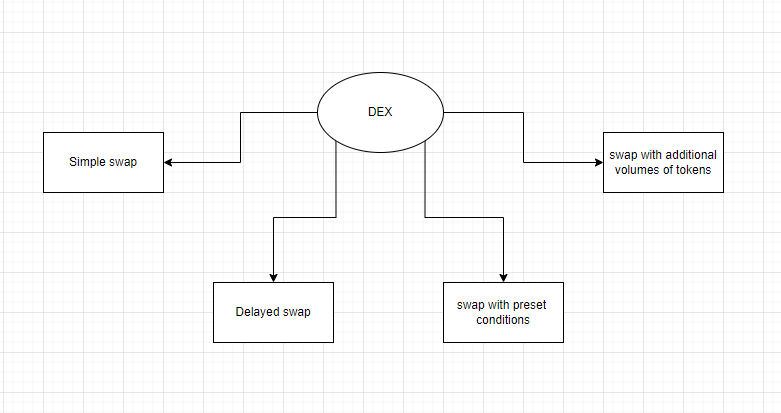 DEX
Simple swap
swap with additional
volumes of tokens
Delayed swap
swap with preset
conditions